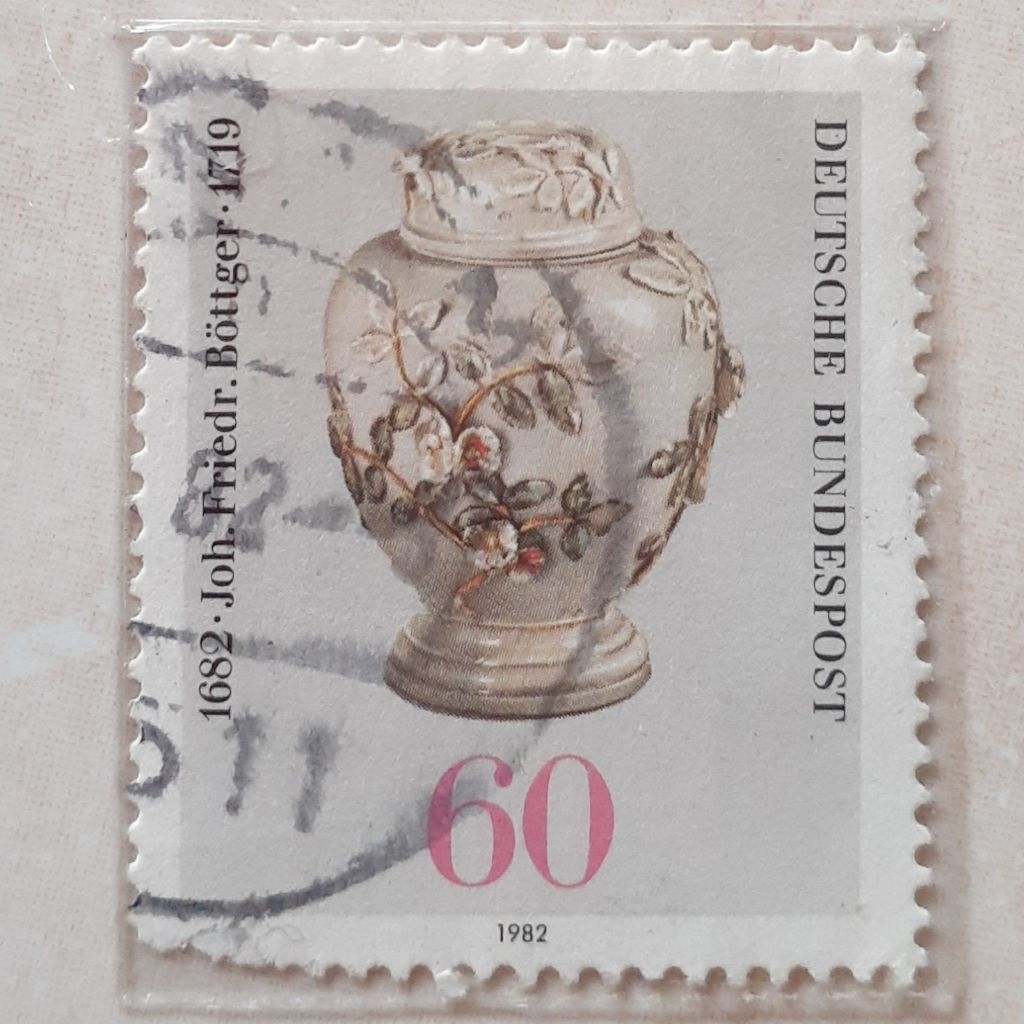 1682 · Joh. Friedr. Böttger · 1719
DEUTSCHE BUNDESPOST
60
1982